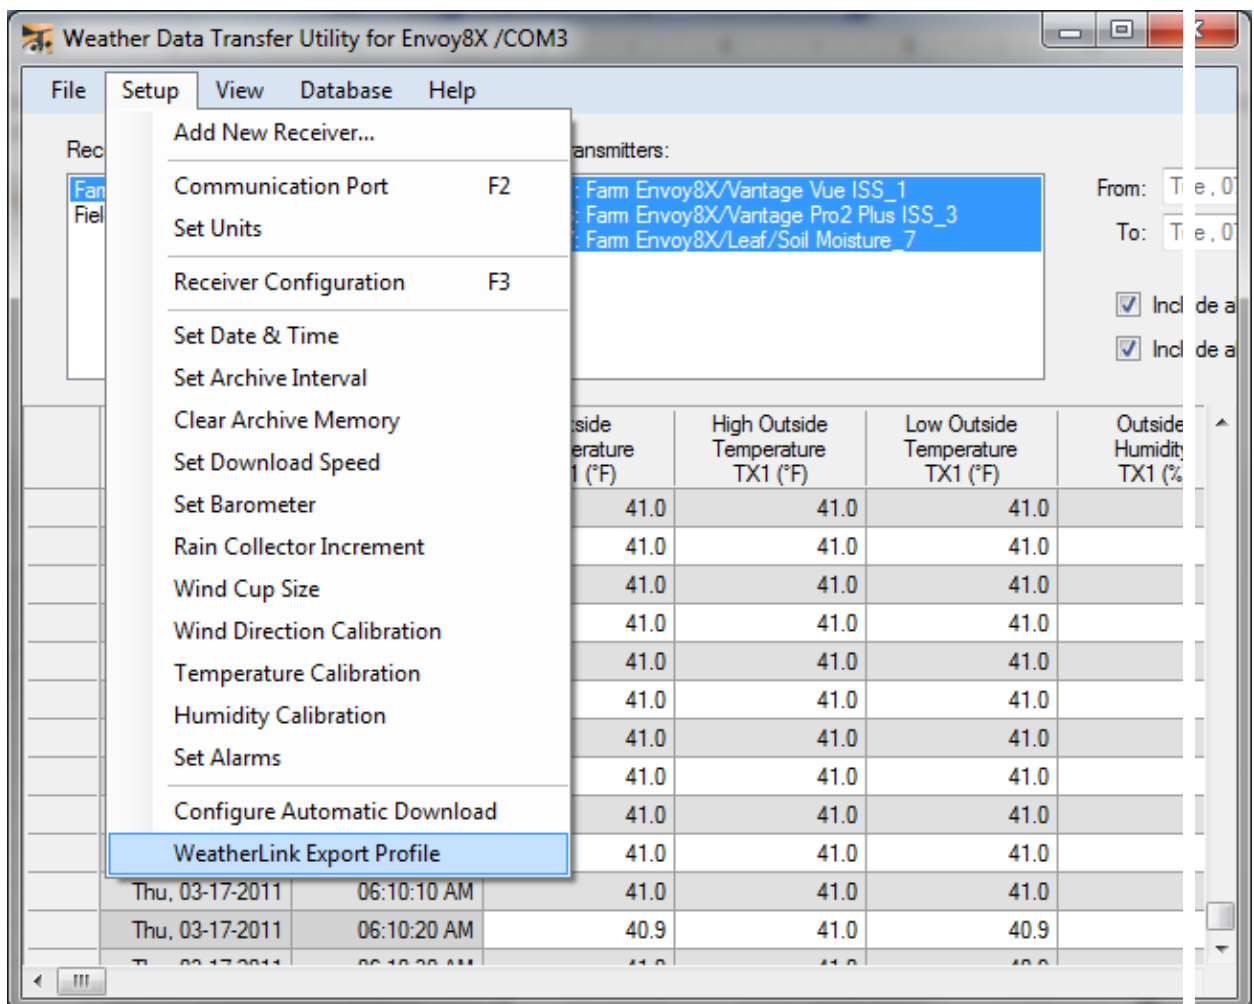 Weather Data Transfer Utility for Envoy8X /COM3
File Setup View Database Help
Add New Receiver...
Communication Port F2
Set Units
Receiver Configuration F3
Set Date & Time
Set Archive Interval
Clear Archive Memory
Set Download Speed
Set Barometer
Rain Collector Increment
Wind Cup Size
Wind Direction Calibration
Temperature Calibration
Humidity Calibration
Set Alarms
Configure Automatic Download
WeatherLink Export Profile
: Farm Envoy8X/Vantage Vue ISS_1
: Farm Envoy8X/Vantage Pro2 Plus ISS_3
: Farm Envoy8X/Leaf/Soil Moisture_7
From:
To:
High Outside Low Outside Outside
Temperature Temperature
1 (°F) TX1 (°F) TX1 (°F) TX1 (%
41.0 41.0 41.0
41.0 41.0 41.0
41.0 41.0 41.0
41.0 41.0 41.0
41.0 41.0 41.0
41.0 41.0 41.0
41.0 41.0 41.0
41.0 41.0 41.0
41.0 41.0 41.0
41.0 41.0 41.0
Thu, 03-17-2011 06:10:10 AM 41.0 41.0 41.0
Thu, 03-17-2011 06:10:20 AM 40.9 41.0 40.9